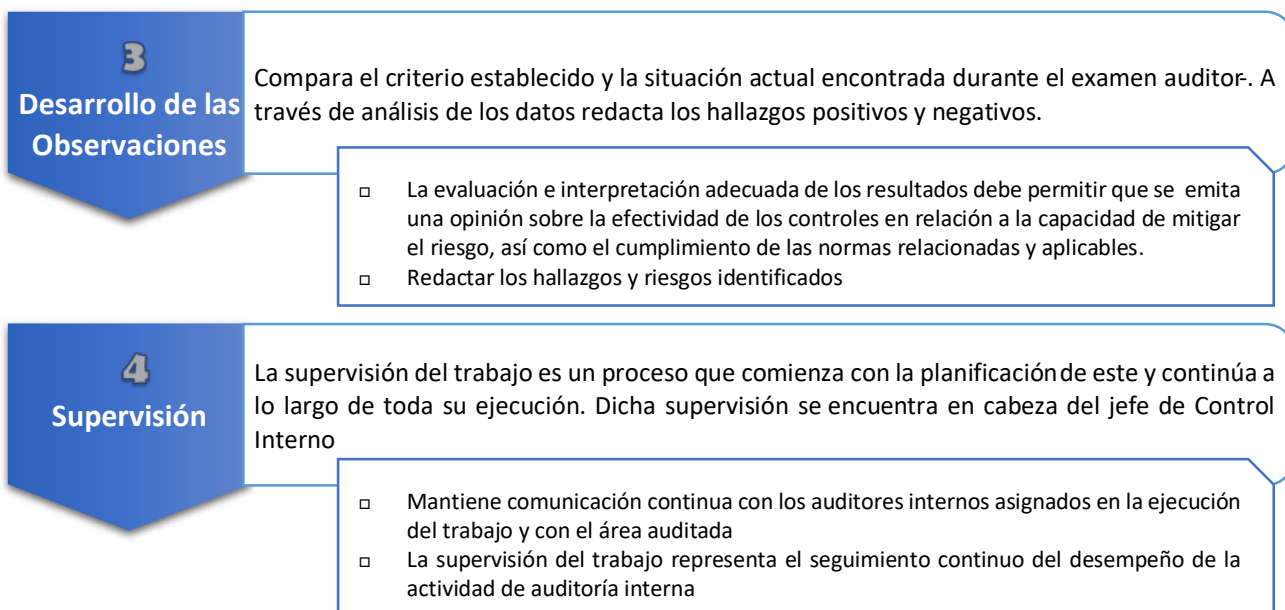 3
Desarrollo de las
Observaciones
Compara el criterio establecido y la situación actual encontrada durante el examen auditor-. A
través de análisis de los datos redacta los hallazgos positivos y negativos.
□ La evaluación e interpretación adecuada de los resultados debe permitir que se emita
una opinión sobre la efectividad de los controles en relación a la capacidad de mitigar
el riesgo, así como el cumplimiento de las normas relacionadas y aplicables.
□ Redactar los hallazgos y riesgos identificados
4
Supervisión
La supervisión del trabajo es un proceso que comienza con la planificación de este y continúa a
lo largo de toda su ejecución. Dicha supervisión se encuentra en cabeza del jefe de Control
Interno
□ Mantiene comunicación continua con los auditores internos asignados en la ejecución
del trabajo y con el área auditada
□ La supervisión del trabajo representa el seguimiento continuo del desempeño de la
actividad de auditoría interna